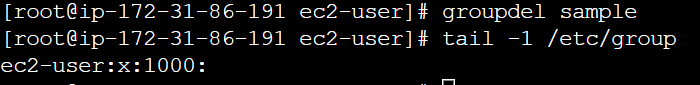 [root@ip-172-31-86-191 ec2-user]# groupdel sample
[root@ip-172-31-86-191 ec2-user]# tail -1 /etc/group
ec2-user:x:1000: